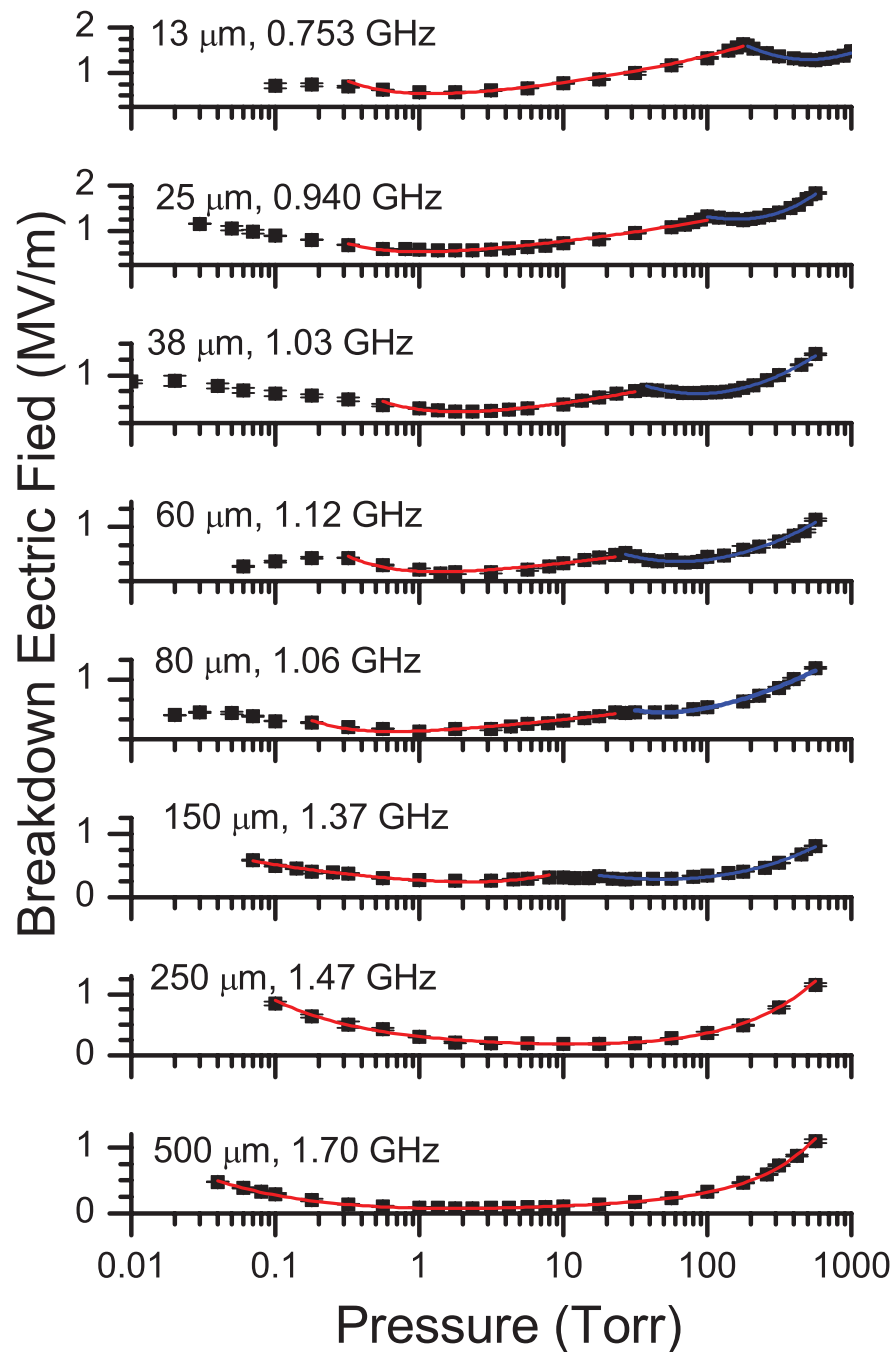 2
13 μm, 0.753 GHz
1
2
25 μm, 0.940 GHz
1
38 μm, 1.03 GHz
1
60 μm, 1.12 GHz
1
80 μm, 1.06 GHz
1
150 μm, 1.37 GHz
1
0
250 μm, 1.47 GHz
1
0
500 μm, 1.70 GHz
1
0
0.01 0.1 1 10 100 1000
Pressure (Torr)
Breakdown Eectric Fied (MV/m)